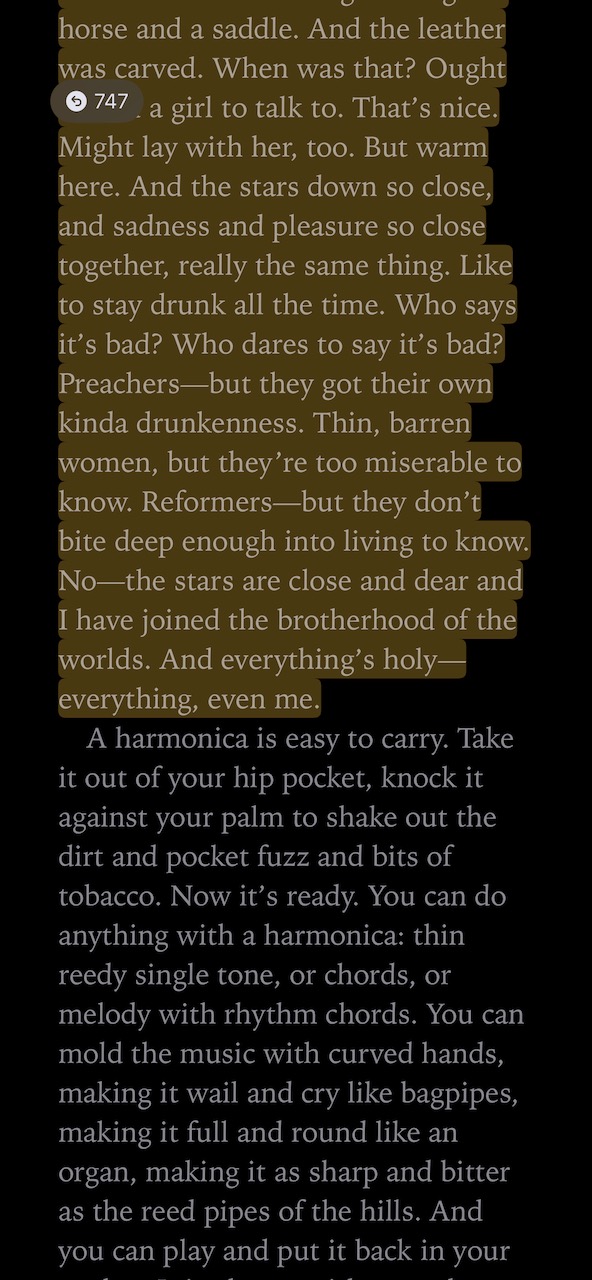 horse and a saddle. And the leather
was carved. When was that? Ought
747
a girl to talk to. That’s nice.
Might lay with her, too. But warm
here. And the stars down so close,
and sadness and pleasure so close
together, really the same thing. Like
to stay drunk all the time. Who says
it’s bad? Who dares to say it’s bad?
Preachers—but they got their own
kinda drunkenness. Thin, barren
women, but they’re too miserable to
know. Reformers—but they don’t
bite deep enough into living to know.
No—the stars are close and dear and
I have joined the brotherhood of the
worlds. And everything’s holy—
everything, even me.
A harmonica is easy to carry. Take
it out of your hip pocket, knock it
against your palm to shake out the
dirt and pocket fuzz and bits of
tobacco. Now it’s ready. You can do
anything with a harmonica: thin
reedy single tone, or chords, or
melody with rhythm chords. You can
mold the music with curved hands,
making it wail and cry like bagpipes,
making it full and round like an
organ, making it as sharp and bitter
as the reed pipes of the hills. And
you can play and put it back in your